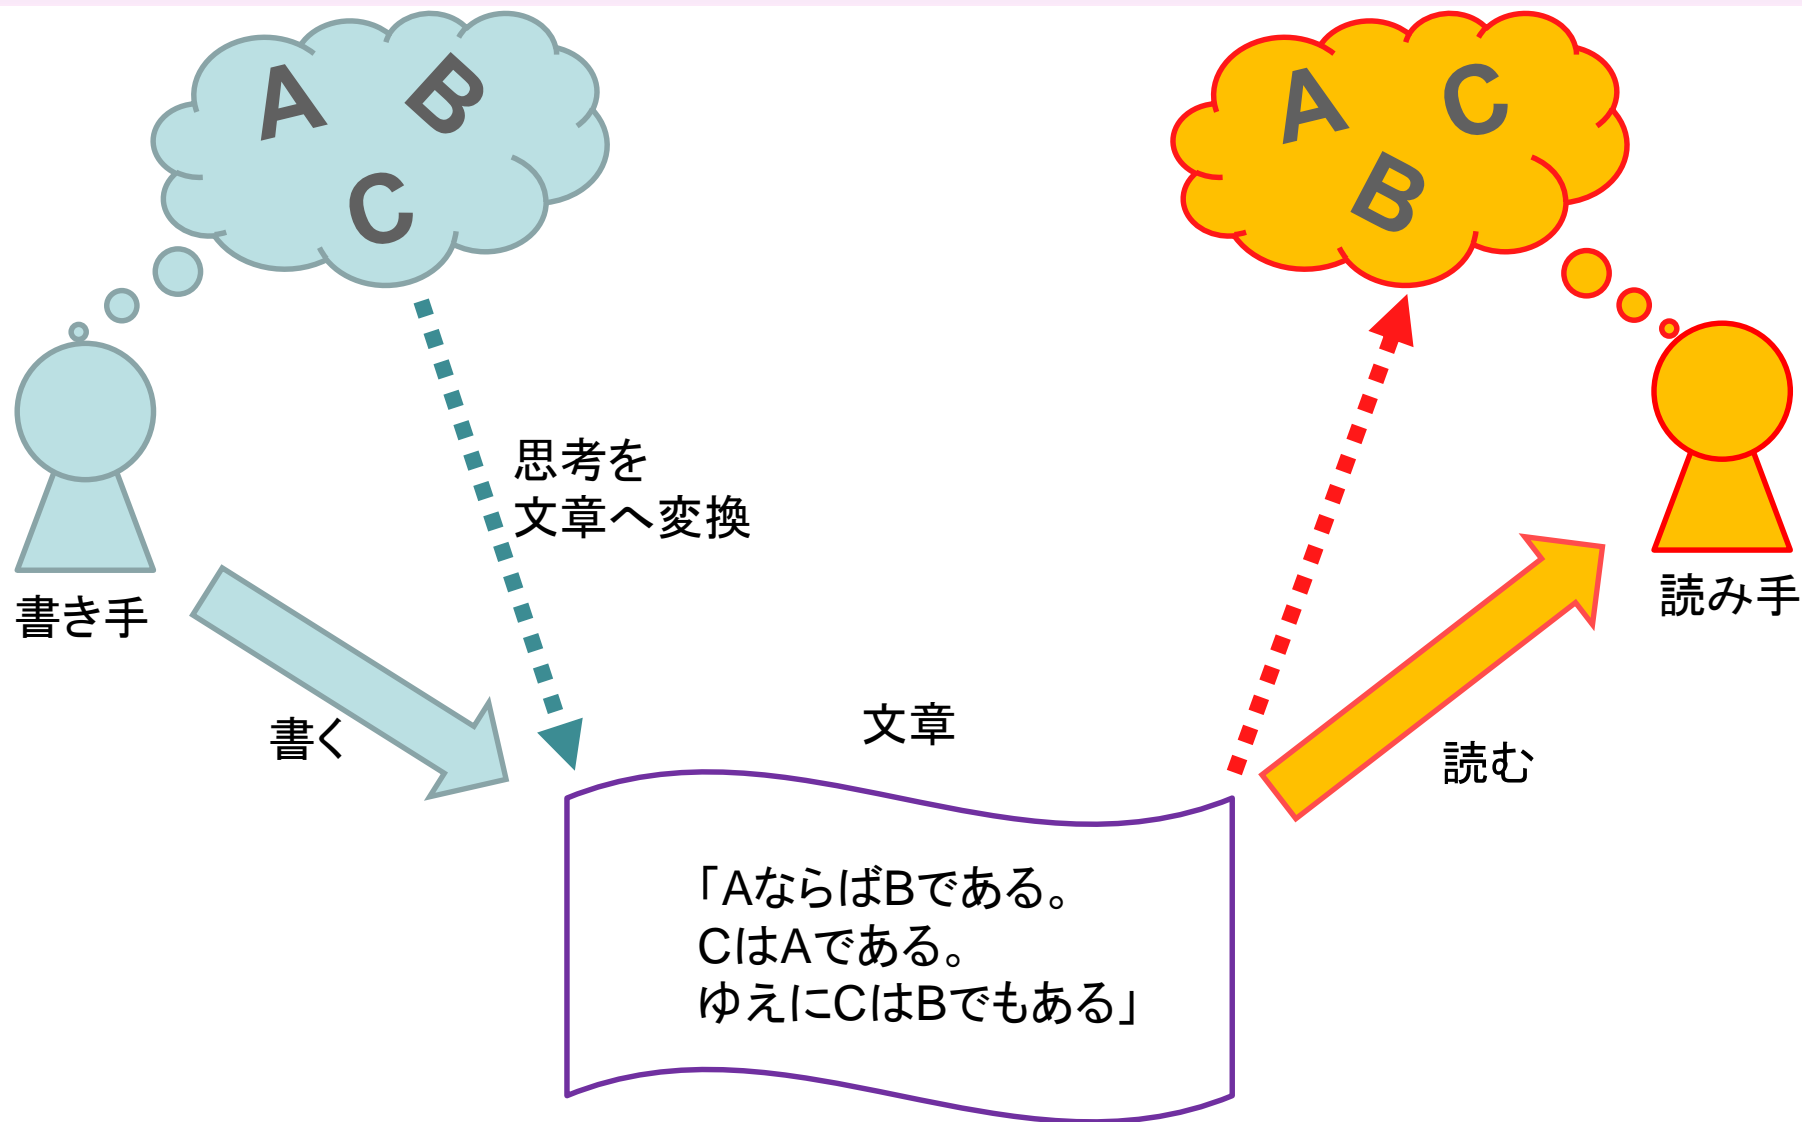 A B
C
A C
B
思考を
文章へ変換
書き手
読み手
書く
文章
読む
「AならばBである。
CはAである。
ゆえにCはBでもある」